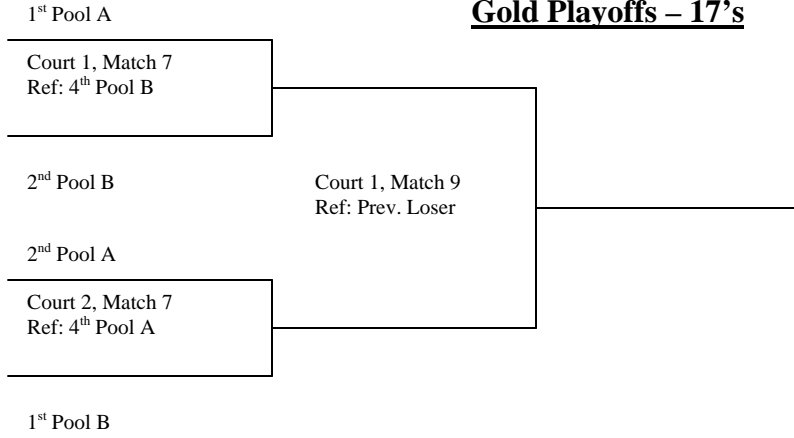 Gold Playoffs – 17’s
1st Pool A
Court 1, Match 7
Ref: 4th Pool B
2nd Pool B
Court 1, Match 9
Ref: Prev. Loser
2nd Pool A
Court 2, Match 7
Ref: 4th Pool A
1st Pool B